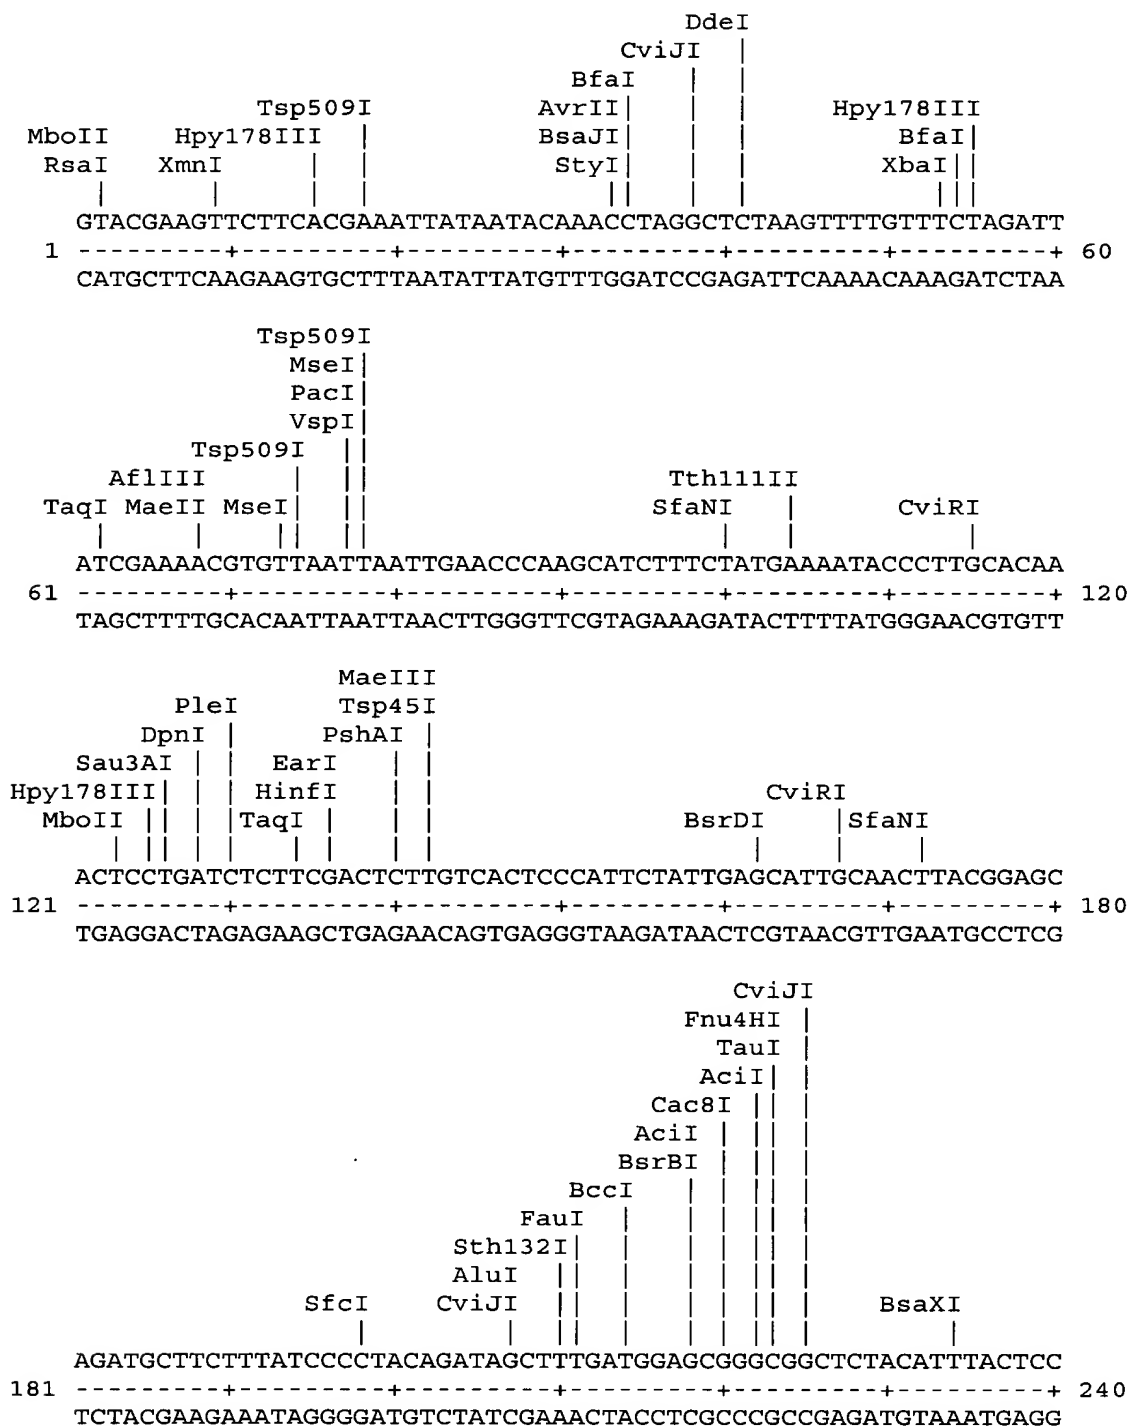 DdeI
CviJI
BfaI
Tsp509I AvrII Hpy178III
MboII Hpy178III BsaJI BfaI
RsaI XmnI StyI XbaI
GTACGAAGTTCTTCACGAAATTATAATACAAACCTAGGCTCTAAGTTTTGTTTCTAGATT
1 ---------+---------+---------+---------+---------+---------+ 60
CATGCTTCAAGAAGTGCTTTAATATTATGTTTGGATCCGAGATTCAAAACAAAGATCTAA
Tsp509I
MseI
PacI
VspI
Tsp509I
AflIII Tth111II
TaqI MaeII MseI SfaNI CviRI
ATCGAAAACGTGTTAATTAATTGAACCCAAGCATCTTTCTATGAAAATACCCTTGCACAA
61 ---------+---------+---------+---------+---------+---------+ 120
TAGCTTTTGCACAATTAATTAACTTGGGTTCGTAGAAAGATACTTTTATGGGAACGTGTT
MaeIII
PleI Tsp45I
DpnI PshAI
Sau3AI EarI
Hpy178III HinfI CviRI
MboII TaqI BsrDI SfaNI
ACTCCTGATCTCTTCGACTCTTGTCACTCCCATTCTATTGAGCATTGCAACTTACGGAGC
121 ---------+---------+---------+---------+---------+---------+ 180
TGAGGACTAGAGAAGCTGAGAACAGTGAGGGTAAGATAACTCGTAACGTTGAATGCCTCG
CviJI
Fnu4HI
TauI
AciI
Cac8I
AciI
BsrBI
BccI
FauI
Sth132I
AluI
SfcI CviJI BsaXI
AGATGCTTCTTTATCCCCTACAGATAGCTTTGATGGAGCGGGCGGCTCTACATTTACTCC
181 ---------+---------+---------+---------+---------+---------+ 240
TCTACGAAGAAATAGGGGATGTCTATCGAAACTACCTCGCCCGCCGAGATGTAAATGAGG